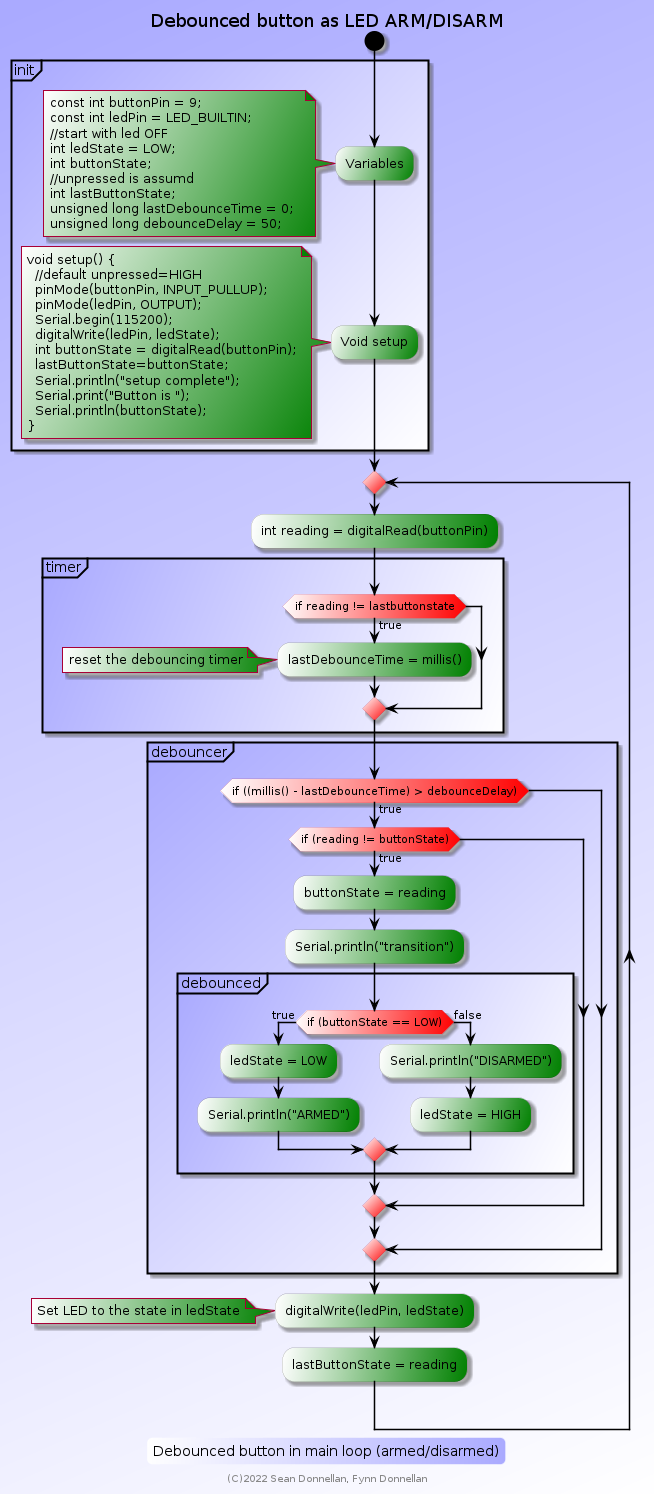 Debounced button as LED ARM/DISARM
init
const int buttonPin = 9;
const int ledPin = LED_BUILTIN;
//start with led OFF
int ledState = LOW;
int buttonState;
//unpressed is assumd
int lastButtonState;
unsigned long lastDebounceTime = 0;
unsigned long debounceDelay = 50;
Variables
void setup() {
//default unpressed=HIGH
pinMode(buttonPin, INPUT_PULLUP);
pinMode(ledPin, OUTPUT);
Serial.begin(115200);
digitalWrite(ledPin, ledState);
int buttonState = digitalRead(buttonPin);
lastButtonState=buttonState;
Serial.println("setup complete");
Serial.print("Button is ");
Serial.println(buttonState);
}
Void setup
int reading = digitalRead(buttonPin)
timer
if reading != lastbuttonstate
true
reset the debouncing timer
lastDebounceTime = millis()
debouncer
if ((millis() - lastDebounceTime) > debounceDelay)
true
if (reading != buttonState)
true
buttonState = reading
Serial.println("transition")
debounced
true
if (buttonState == LOW)
false
ledState = LOW
Serial.println("DISARMED")
Serial.println("ARMED")
ledState = HIGH
Set LED to the state in ledState
digitalWrite(ledPin, ledState)
lastButtonState = reading
Debounced button in main loop (armed/disarmed)
(C)2022 Sean Donnellan, Fynn Donnellan